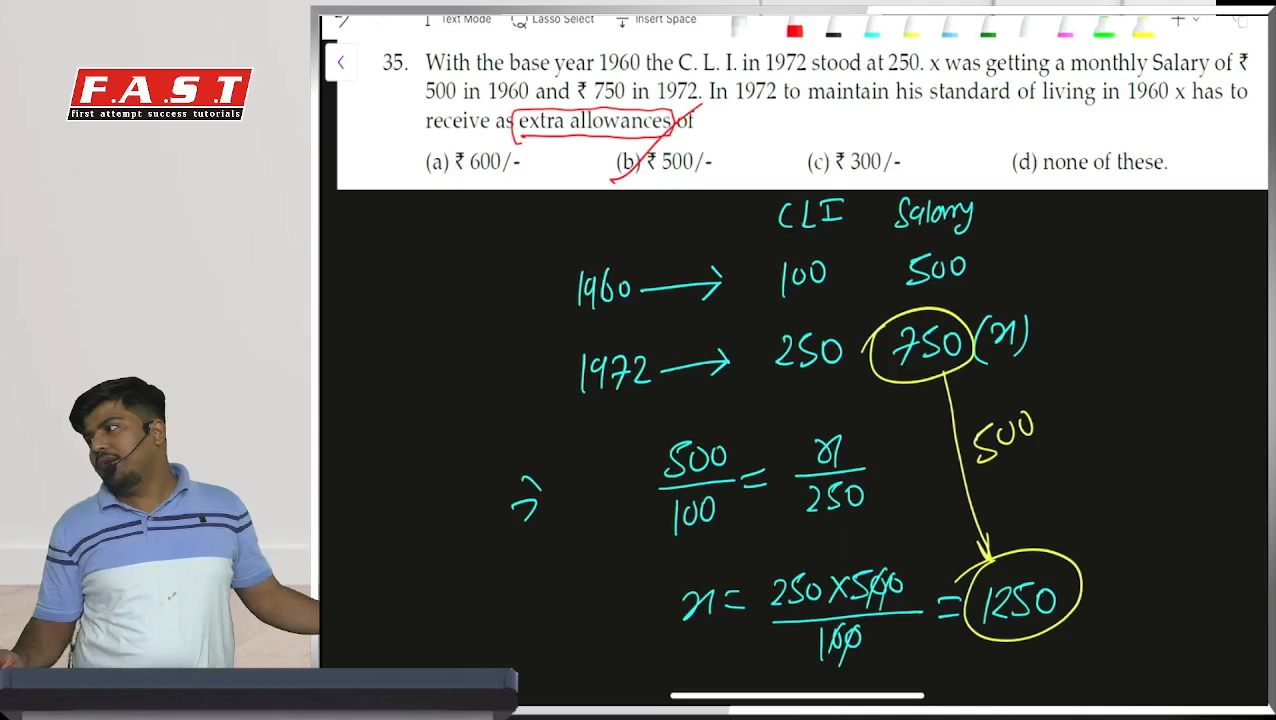 Text Mode Lasso Select Insert Space
F.A.S.T
first attempt success tutorials
35. With the base year 1960 the C. L. I. in 1972 stood at 250. x was getting a monthly Salary of ₹
500 in 1960 and ₹ 750 in 1972. In 1972 to maintain his standard of living in 1960 x has to
receive as extra allowances of
(a) ₹ 600/- (b) ₹ 500/- (c) ₹ 300/- (d) none of these.
CLI Salary
1960 → 100 500
1972 → 250 750 (x)
500
500/100 = x/250
x = 250 × 500/100 = 1250